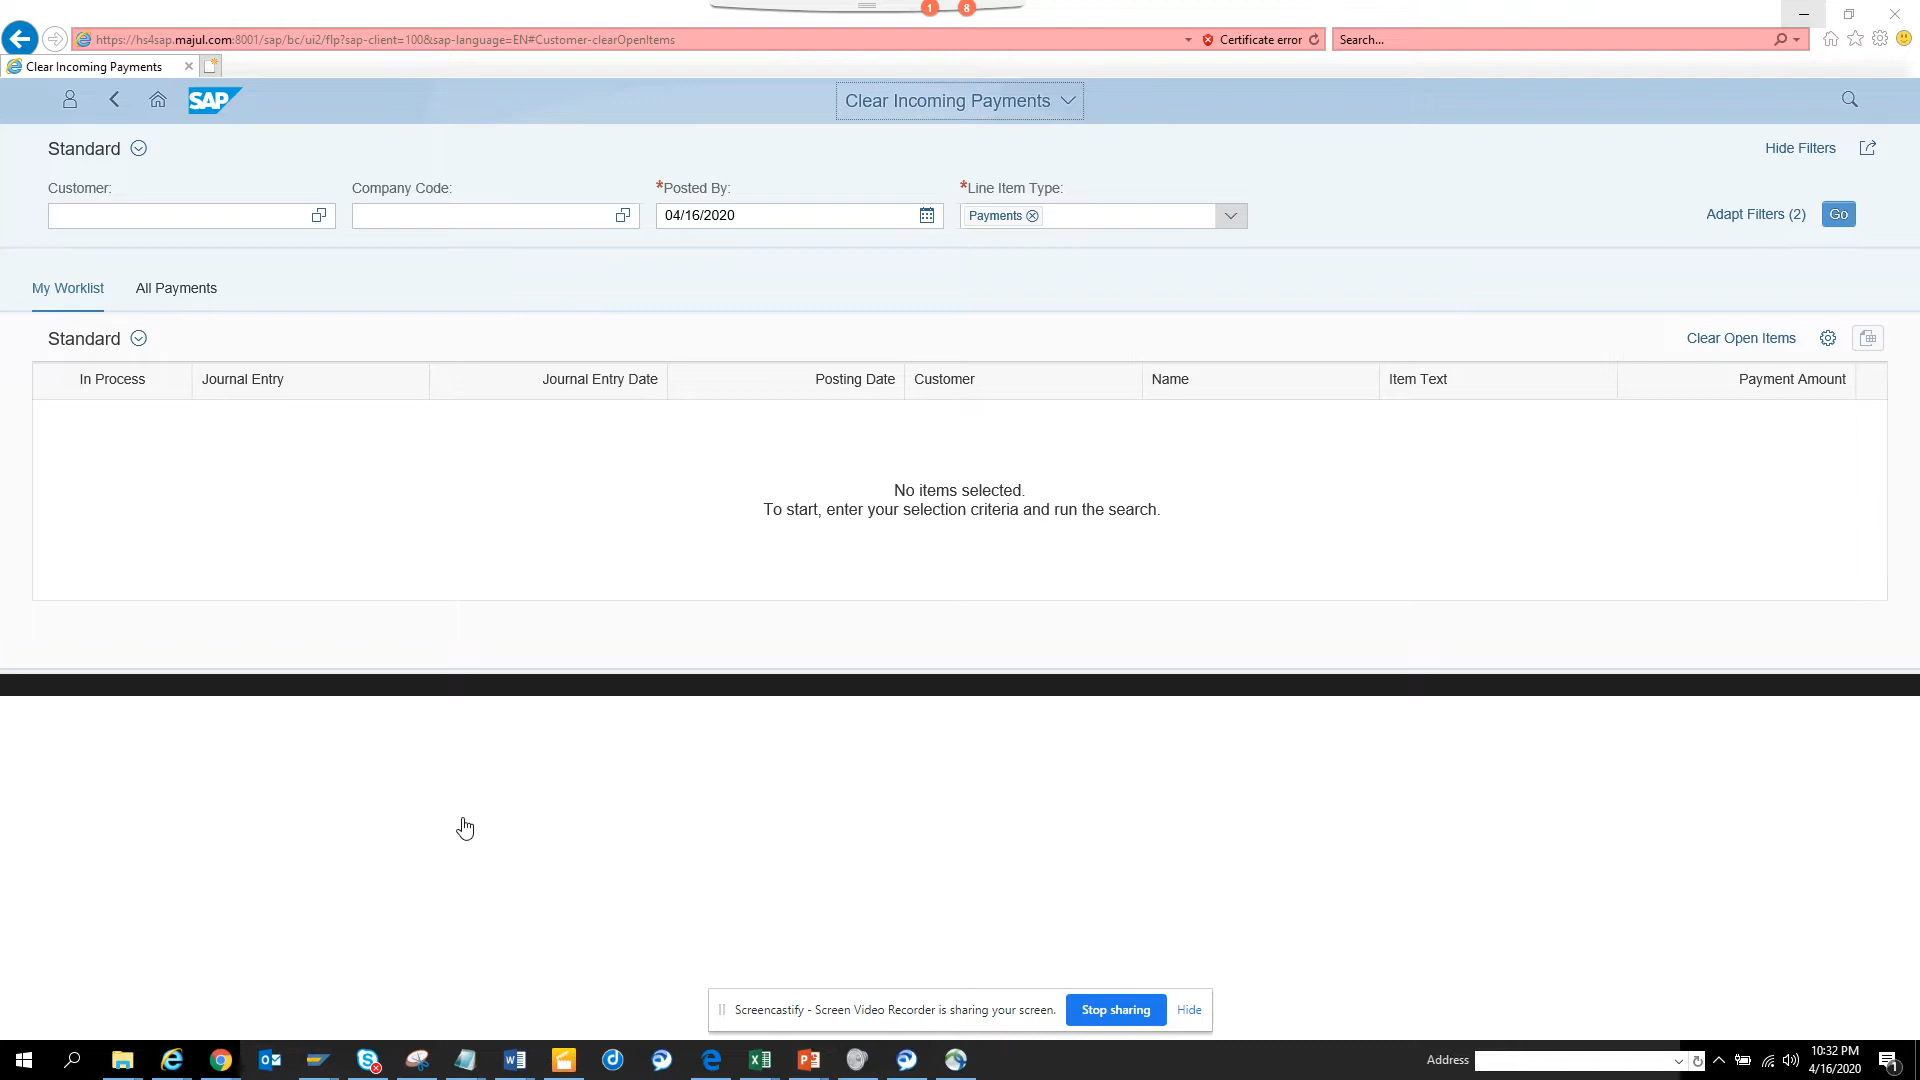 1 8
https://hs4sap.majul.com:8001/sap/bc/ui2/flp?sap-client=100&sap-language=EN#Customer-clearOpenItems
Certificate error
Search...
Clear Incoming Payments
SAP
Clear Incoming Payments
Standard
Hide Filters
Customer:
Company Code:
*Posted By:
*Line Item Type:
04/16/2020
Payments
Adapt Filters (2)
Go
My Worklist
All Payments
Standard
Clear Open Items
In Process
Journal Entry
Journal Entry Date
Posting Date
Customer
Name
Item Text
Payment Amount
No items selected.
To start, enter your selection criteria and run the search.
Screencastify - Screen Video Recorder is sharing your screen.
Stop sharing
Hide
Address
10:32 PM
4/16/2020
1